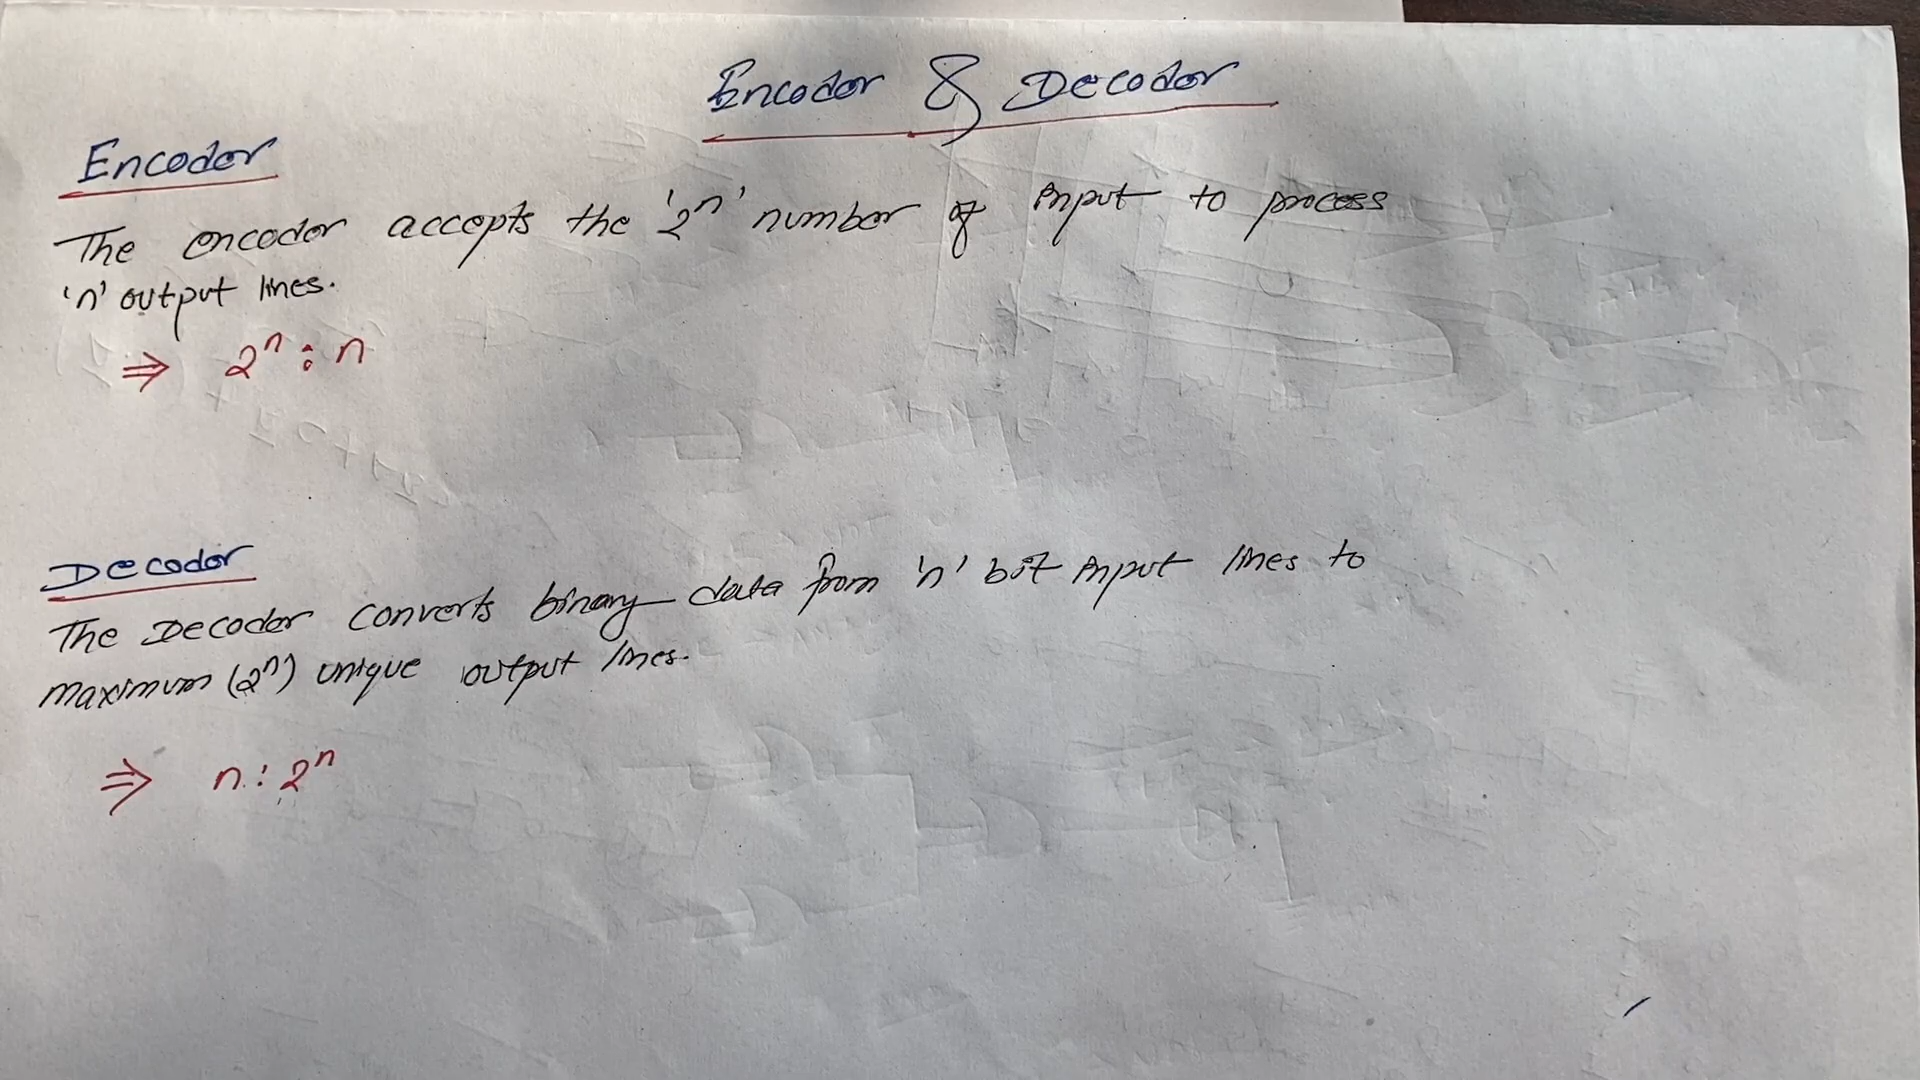 Encoder & Decoder
Encoder
The encoder accepts the '2ⁿ' number of input to process
'n' output lines.
⇒ 2ⁿ : n
Decoder
The Decoder converts binary data from 'n' bit input lines to
maximum (2ⁿ) unique output lines.
⇒ n : 2ⁿ